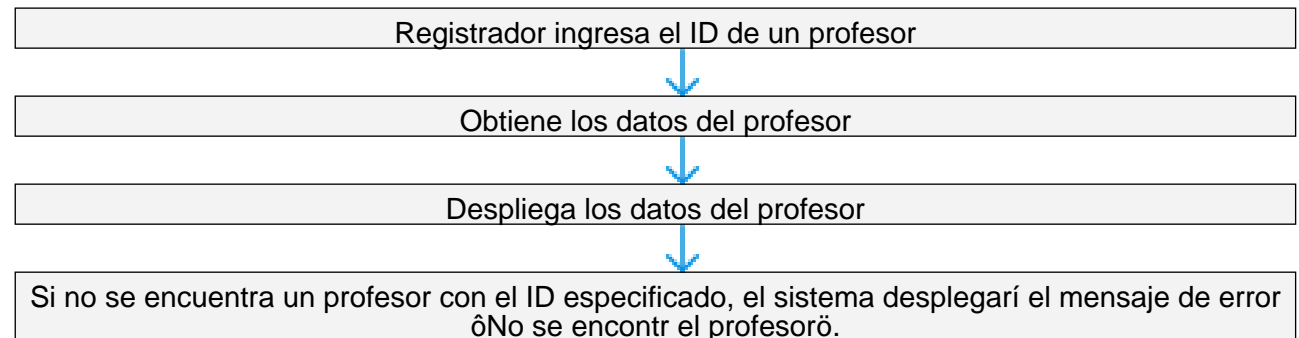 Registrador ingresa el ID de un profesor
Obtiene los datos del profesor
Despliega los datos del profesor
Si no se encuentra un profesor con el ID especificado, el sistema desplegarí el mensaje de error
ôNo se encontr el profesorö.